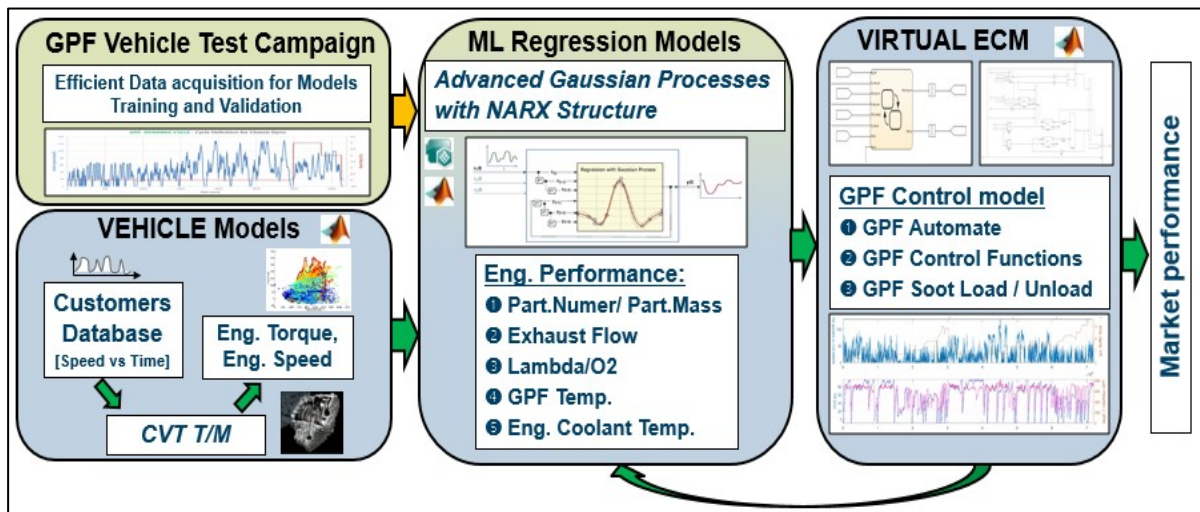 GPF Vehicle Test Campaign
Efficient Data acquisition for Models
Training and Validation
VEHICLE Models
Customers
Database
[Speed vs Time]
Eng. Torque,
Eng. Speed
CVT T/M
ML Regression Models
Advanced Gaussian Processes
with NARX Structure
Regression with Gaussian Process
Eng. Performance:
❶ Part.Numer/ Part.Mass
❷ Exhaust Flow
❸ Lambda/O2
❹ GPF Temp.
❺ Eng. Coolant Temp.
VIRTUAL ECM
GPF Control model
❶ GPF Automate
❷ GPF Control Functions
❸ GPF Soot Load / Unload
Market performance